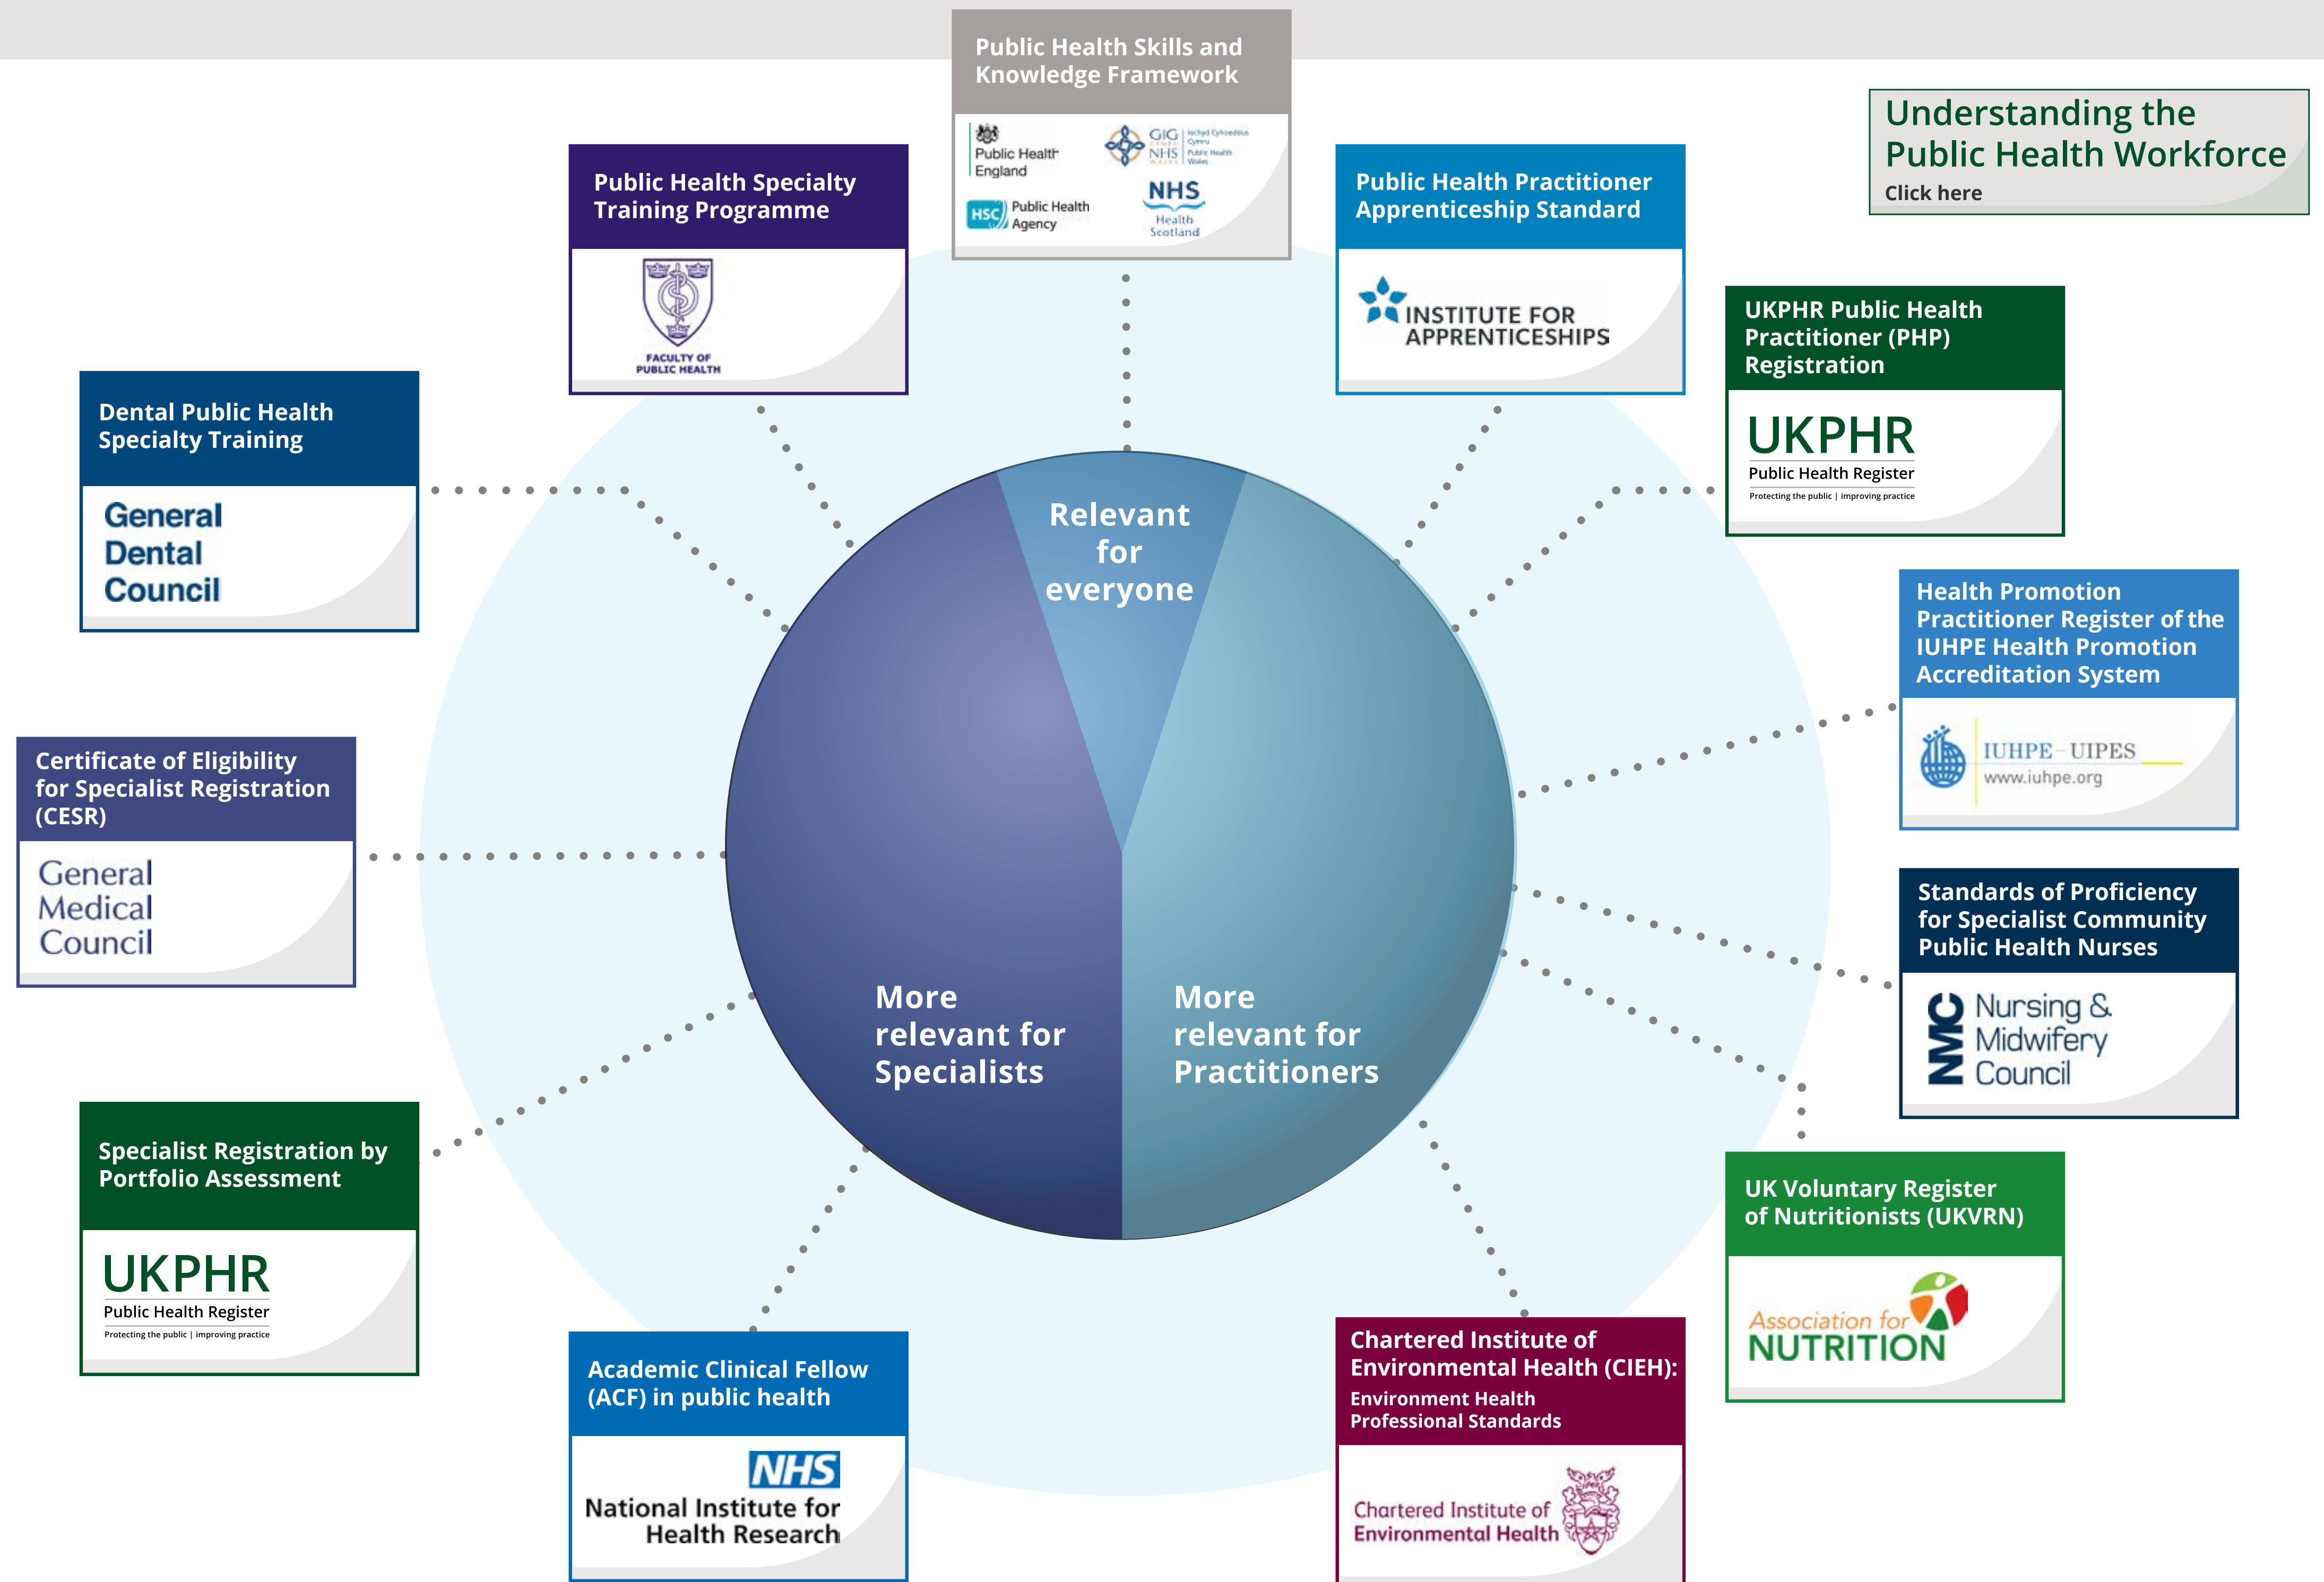 Public Health Skills and
Knowledge Framework
Public Health
England
GIG
CYMRU
NHS
WALES
Iechyd Cyhoeddus
Cymru
Public Health
Wales
HSC
Public Health
Agency
NHS
Health
Scotland
Understanding the
Public Health Workforce
Click here
Public Health Specialty
Training Programme
FACULTY OF
PUBLIC HEALTH
Public Health Practitioner
Apprenticeship Standard
INSTITUTE FOR
APPRENTICESHIPS
UKPHR Public Health
Practitioner (PHP)
Registration
UKPHR
Public Health Register
Protecting the public | improving practice
Dental Public Health
Specialty Training
General
Dental
Council
Relevant
for
everyone
Health Promotion
Practitioner Register of the
IUHPE Health Promotion
Accreditation System
IUHPE - UIPES
www.iuhpe.org
Certificate of Eligibility
for Specialist Registration
(CESR)
General
Medical
Council
Standards of Proficiency
for Specialist Community
Public Health Nurses
NMC
Nursing &
Midwifery
Council
More
relevant for
Specialists
More
relevant for
Practitioners
Specialist Registration by
Portfolio Assessment
UKPHR
Public Health Register
Protecting the public | improving practice
UK Voluntary Register
of Nutritionists (UKVRN)
Association for
NUTRITION
Academic Clinical Fellow
(ACF) in public health
NHS
National Institute for
Health Research
Chartered Institute of
Environmental Health (CIEH):
Environment Health
Professional Standards
Chartered Institute of
Environmental Health